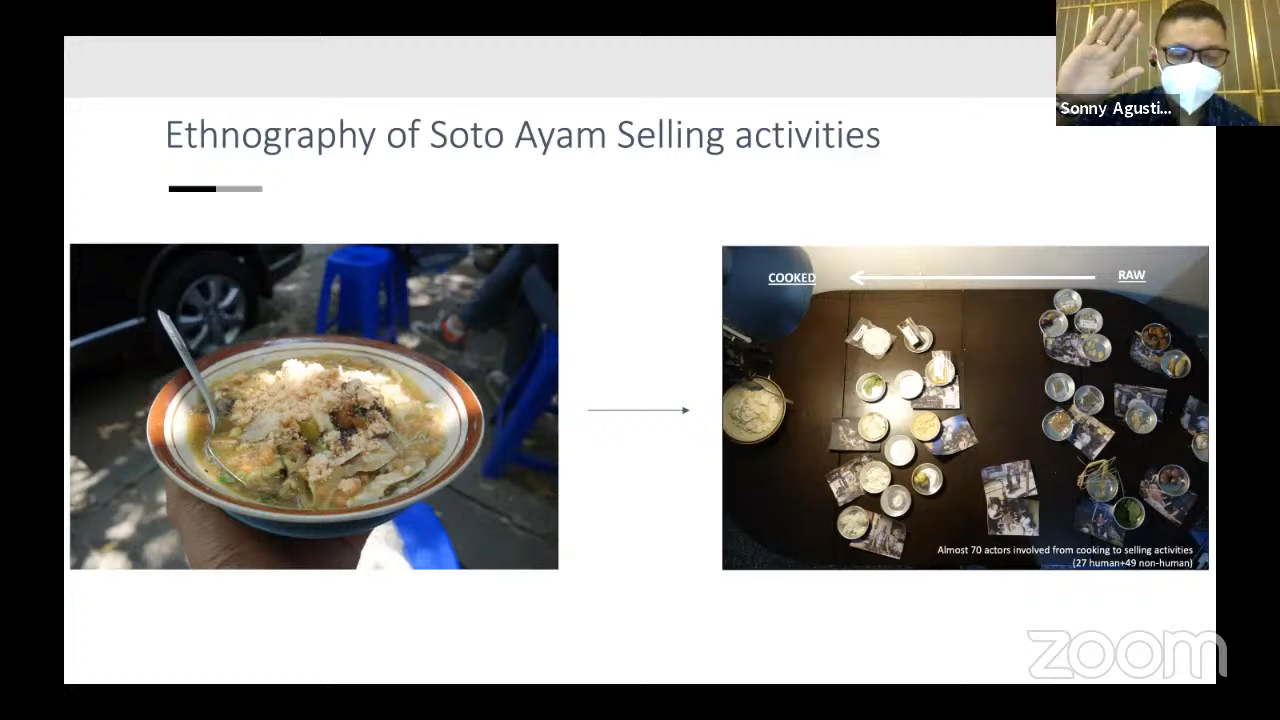 Sonny Agusti...
Ethnography of Soto Ayam Selling activities
COOKED
RAW
Almost 70 actors involved from cooking to selling activities
(27 human+49 non-human)
zoom